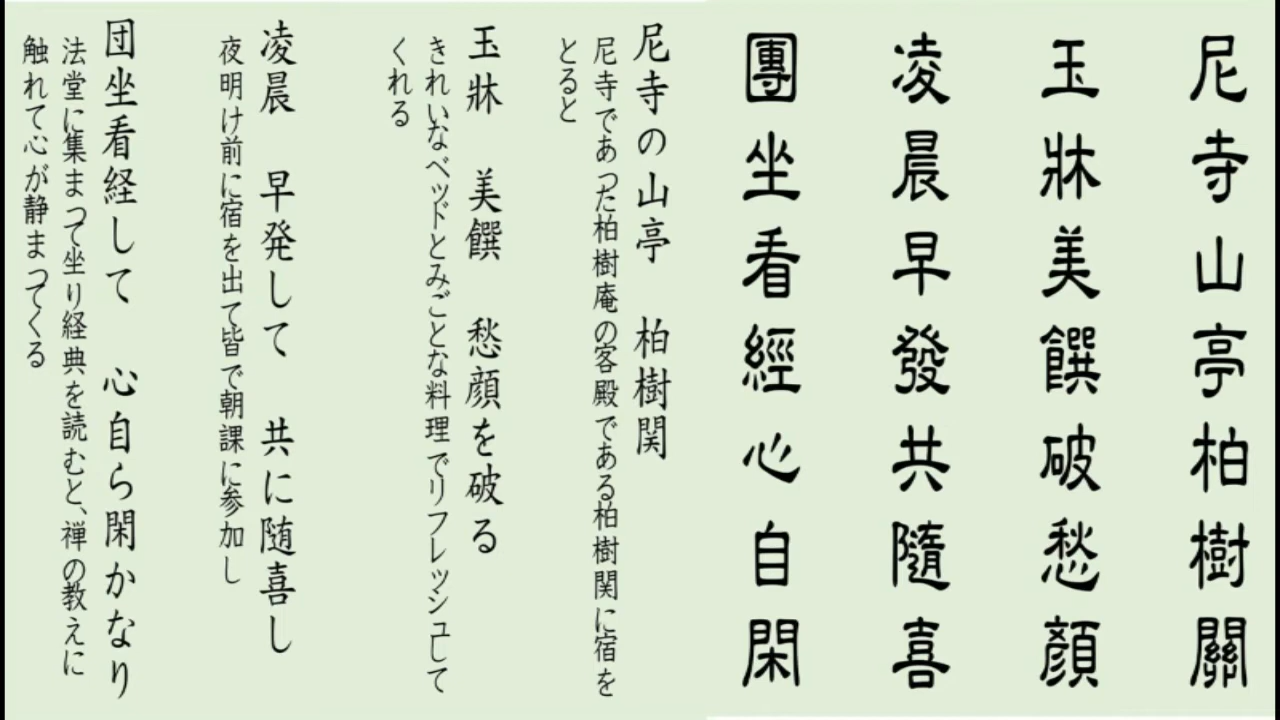 尼寺山亭柏樹關
玉牀美饌破愁顏
凌晨早發共隨喜
團坐看經心自閑
尼寺の山亭　柏樹関
尼寺であった柏樹庵の客殿である柏樹関に宿を
とると
玉牀　美饌　愁顔を破る
きれいなベッドとみごとな料理でリフレッシュして
くれる
凌晨　早発して　共に随喜し
夜明け前に宿を出て皆で朝課に参加し
団坐看経して　心自ら閑かなり
法堂に集まって坐り経典を読むと、禅の教えに
触れて心が静まってくる